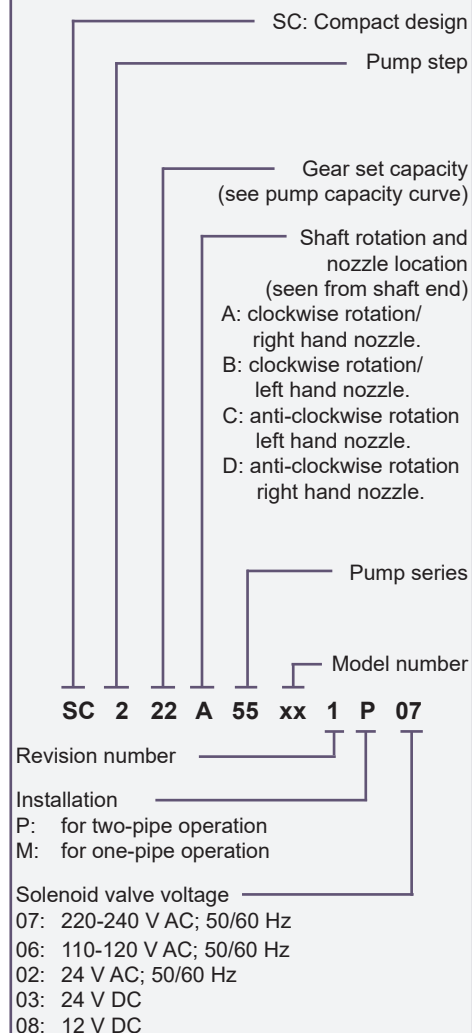 SC: Compact design
Pump step
Gear set capacity
(see pump capacity curve)
Shaft rotation and
nozzle location
(seen from shaft end)
A: clockwise rotation/
right hand nozzle.
B: clockwise rotation/
left hand nozzle.
C: anti-clockwise rotation
left hand nozzle.
D: anti-clockwise rotation
right hand nozzle.
Pump series
Model number
SC 2 22 A 55 xx 1 P 07
Revision number
Installation
P: for two-pipe operation
M: for one-pipe operation
Solenoid valve voltage
07: 220-240 V AC; 50/60 Hz
06: 110-120 V AC; 50/60 Hz
02: 24 V AC; 50/60 Hz
03: 24 V DC
08: 12 V DC